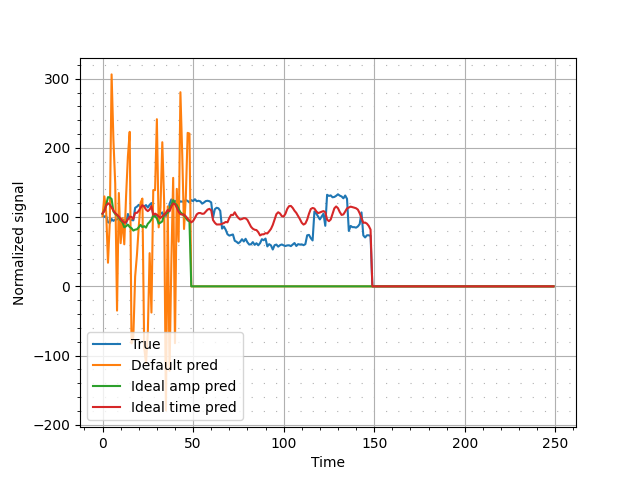 300
200
100
0
−100
−200
Normalized signal
True
Default pred
Ideal amp pred
Ideal time pred
0 50 100 150 200 250
Time